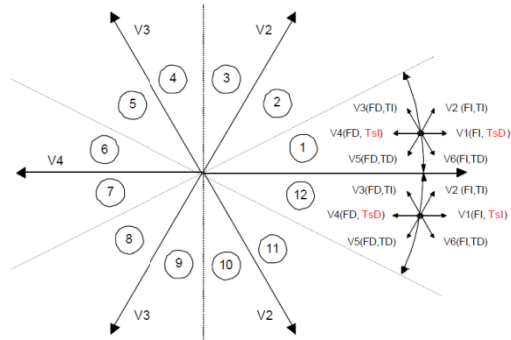 V3 V2
4 3
5 2
6 1
V4
7 12
8 11
9 10
V3 V2
V3(FD,TI) V2 (FI,TI)
V4(FD, TsI) V1(FI, TsD)
V5(FD,TD) V6(FI,TD)
V3(FD,TI) V2 (FI,TI)
V4(FD, TsD) V1(FI, TsI)
V5(FD,TD) V6(FI,TD)